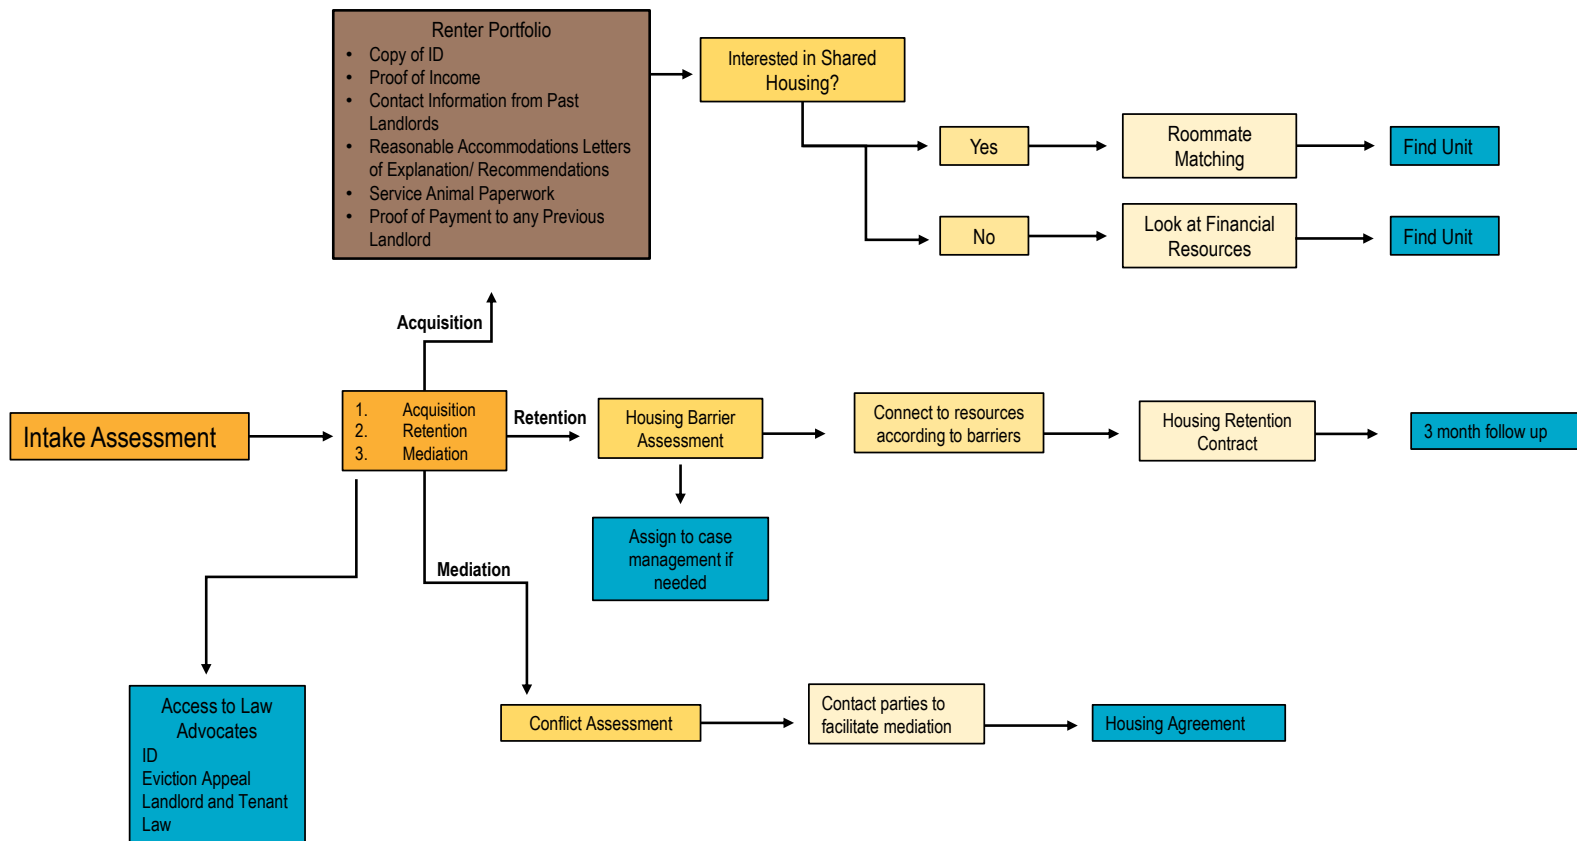 Renter Portfolio
• Copy of ID
• Proof of Income
• Contact Information from Past
Landlords
• Reasonable Accommodations Letters
of Explanation/ Recommendations
• Service Animal Paperwork
• Proof of Payment to any Previous
Landlord
Interested in Shared
Housing?
Yes
Roommate
Matching
Find Unit
No
Look at Financial
Resources
Find Unit
Acquisition
Intake Assessment
1. Acquisition
2. Retention
3. Mediation
Retention
Housing Barrier
Assessment
Connect to resources
according to barriers
Housing Retention
Contract
3 month follow up
Assign to case
management if
needed
Mediation
Access to Law
Advocates
ID
Eviction Appeal
Landlord and Tenant
Law
Conflict Assessment
Contact parties to
facilitate mediation
Housing Agreement